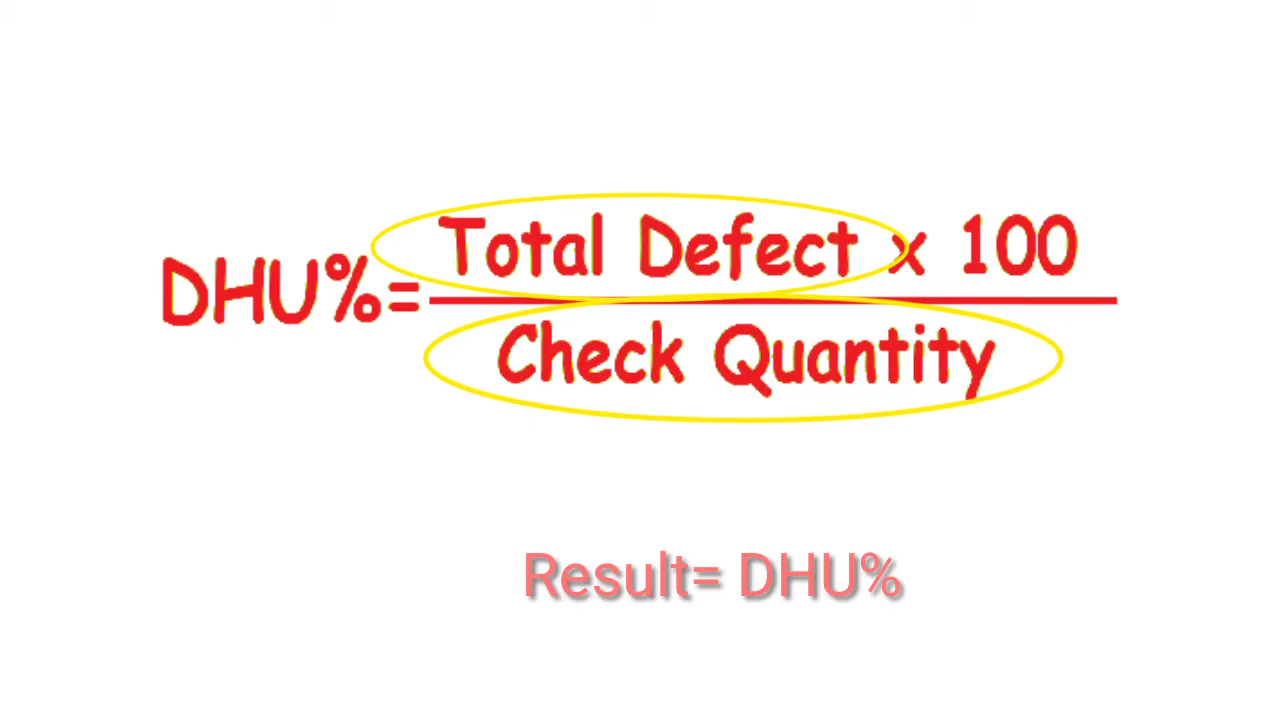 DHU%= Total Defect x 100
Check Quantity
Result= DHU%